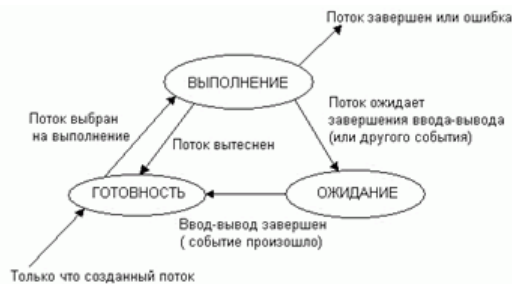 Поток завершен или ошибка
ВЫПОЛНЕНИЕ
Поток выбран
на выполнение
Поток ожидает
завершения ввода-вывода
(или другого события)
Поток вытеснен
ГОТОВНОСТЬ
ОЖИДАНИЕ
Ввод-вывод завершен
( событие произошло)
Только что созданный поток